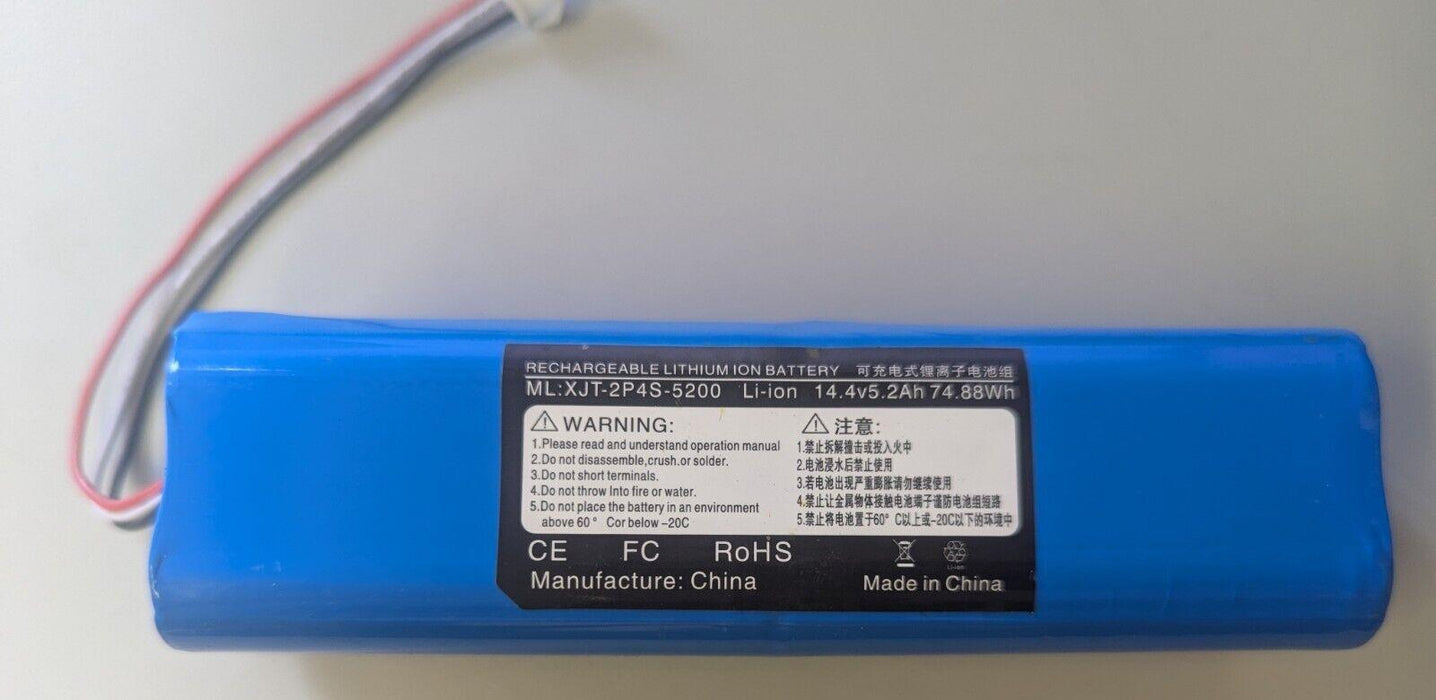 RECHARGEABLE LITHIUM ION BATTERY 可充电式锂离子电池组
ML:XJT-2P4S-5200 Li-ion 14.4v5.2Ah 74.88Wh
⚠ WARNING:
1.Please read and understand operation manual
2.Do not disassemble,crush.or solder.
3.Do not short terminals.
4.Do not throw Into fire or water.
5.Do not place the battery in an environment
above 60° Cor below -20C
⚠ 注意:
1.禁止拆解撞击或投入火中
2.电池浸水后禁止使用
3.若电池出现严重膨胀请勿继续使用
4.禁止让金属物体接触电池端子谨防电池组短路
5.禁止将电池置于60° C以上或-20C以下的环境中
CE FC RoHS
Li-ion
Manufacture: China Made in China